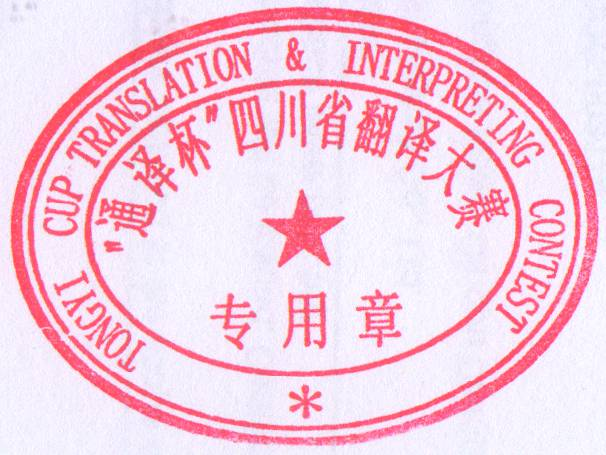 TONGYI CUP TRANSLATION & INTERPRETING CONTEST
"通译杯"四川省翻译大赛
专用章
*